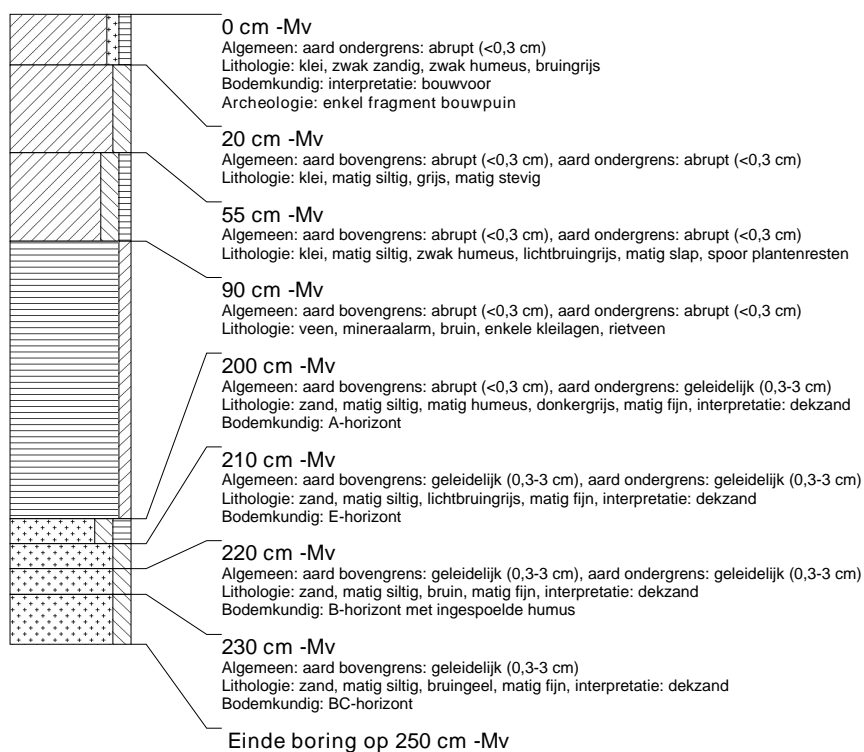 0 cm -Mv
Algemeen: aard ondergrens: abrupt (<0,3 cm)
Lithologie: klei, zwak zandig, zwak humeus, bruingrijs
Bodemkundig: interpretatie: bouwvoor
Archeologie: enkel fragment bouwpuin
20 cm -Mv
Algemeen: aard bovengrens: abrupt (<0,3 cm), aard ondergrens: abrupt (<0,3 cm)
Lithologie: klei, matig siltig, grijs, matig stevig
55 cm -Mv
Algemeen: aard bovengrens: abrupt (<0,3 cm), aard ondergrens: abrupt (<0,3 cm)
Lithologie: klei, matig siltig, zwak humeus, lichtbruingrijs, matig slap, spoor plantenresten
90 cm -Mv
Algemeen: aard bovengrens: abrupt (<0,3 cm), aard ondergrens: abrupt (<0,3 cm)
Lithologie: veen, mineraalarm, bruin, enkele kleilagen, rietveen
200 cm -Mv
Algemeen: aard bovengrens: abrupt (<0,3 cm), aard ondergrens: geleidelijk (0,3-3 cm)
Lithologie: zand, matig siltig, matig humeus, donkergrijs, matig fijn, interpretatie: dekzand
Bodemkundig: A-horizont
210 cm -Mv
Algemeen: aard bovengrens: geleidelijk (0,3-3 cm), aard ondergrens: geleidelijk (0,3-3 cm)
Lithologie: zand, matig siltig, lichtbruingrijs, matig fijn, interpretatie: dekzand
Bodemkundig: E-horizont
220 cm -Mv
Algemeen: aard bovengrens: geleidelijk (0,3-3 cm), aard ondergrens: geleidelijk (0,3-3 cm)
Lithologie: zand, matig siltig, bruin, matig fijn, interpretatie: dekzand
Bodemkundig: B-horizont met ingespoelde humus
230 cm -Mv
Algemeen: aard bovengrens: geleidelijk (0,3-3 cm)
Lithologie: zand, matig siltig, bruingeel, matig fijn, interpretatie: dekzand
Bodemkundig: BC-horizont
Einde boring op 250 cm -Mv